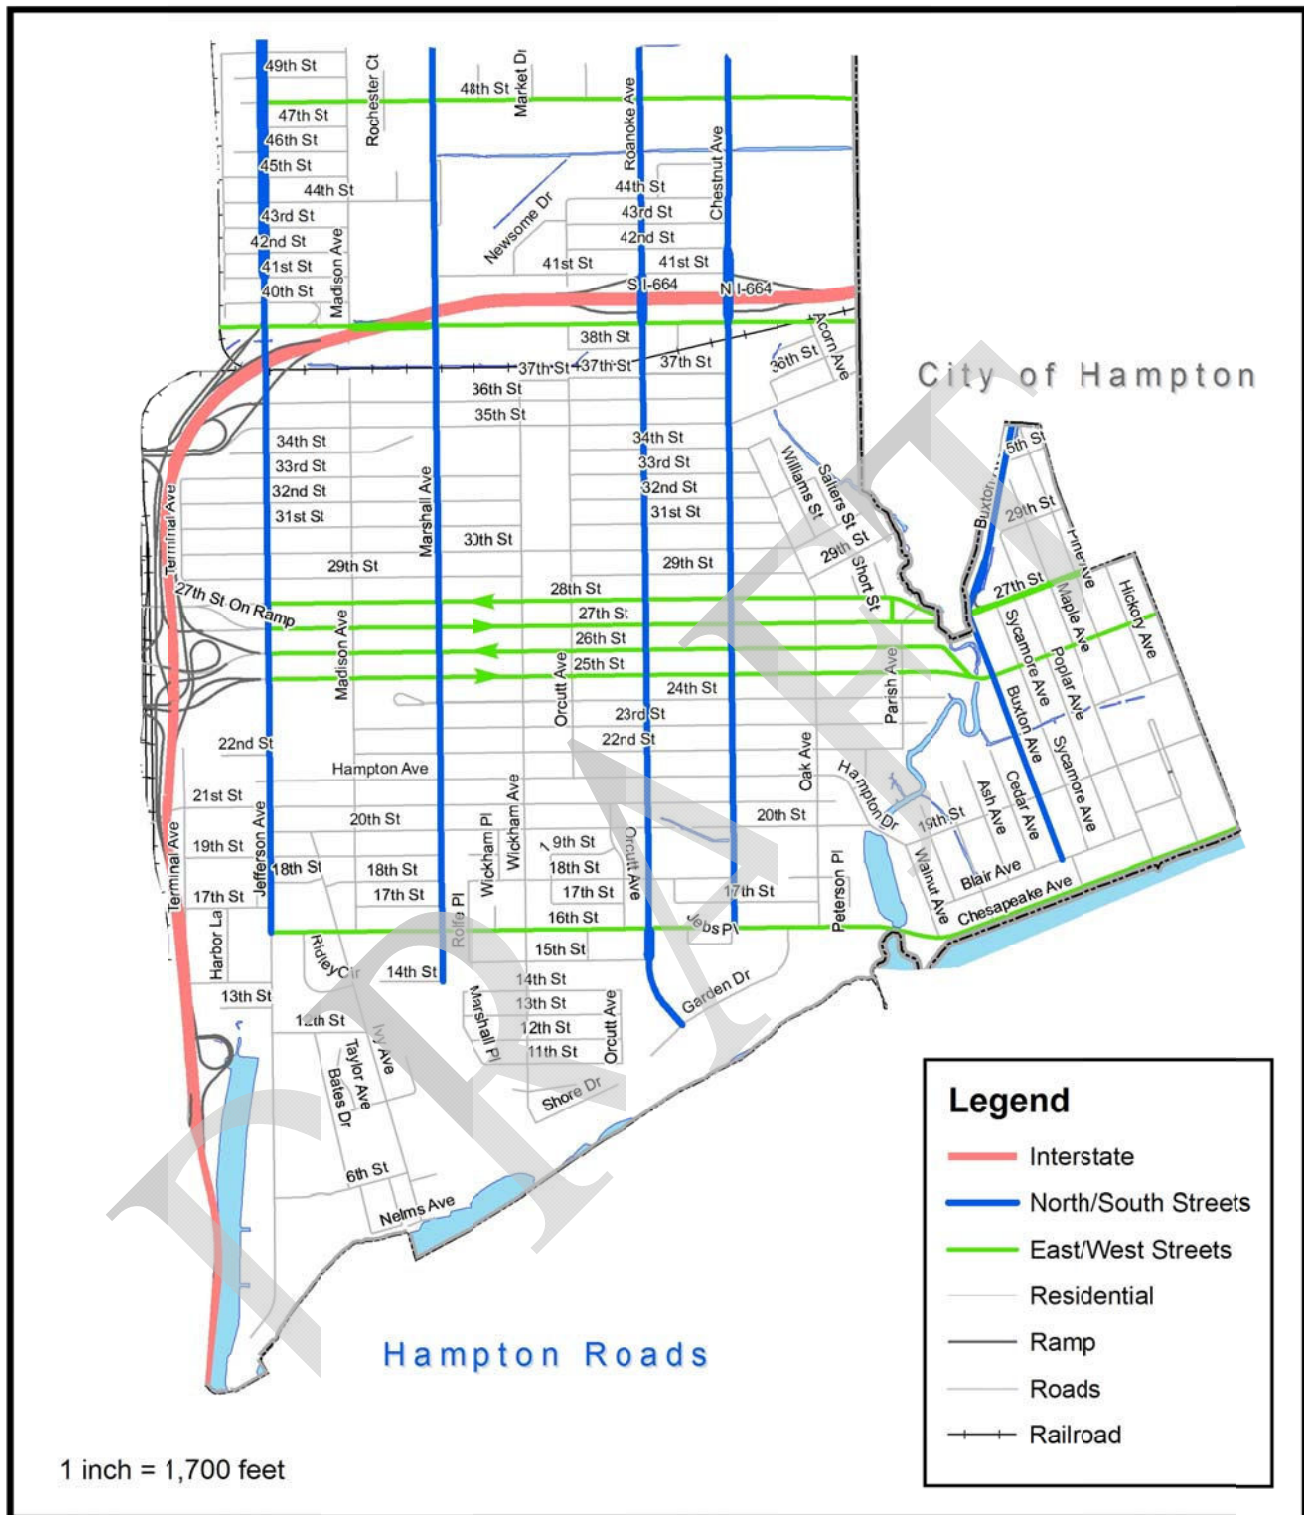 49th St
Rochester Ct
48th St
Market Dr
Roanoke Ave
Chestnut Ave
47th St
46th St
45th St
44th St
44th St
43rd St
43rd St
42nd St
42nd St
Newsome Dr
Madison Ave
41st St
41st St
41st St
40th St
S I-664
N I-664
38th St
Acorn Ave
36th St
37th St
37th St
37th St
City of Hampton
36th St
35th St
34th St
34th St
33rd St
33rd St
32nd St
32nd St
31st St
31st St
Marshall Ave
Terminal Ave
Williams St
Salters St
Buxton
5th S
29th St
Pine Ave
30th St
29th St
29th St
29th St
Short St
28th St
27th St On Ramp
27th St
27th St
26th St
25th St
24th St
Madison Ave
Orcutt Ave
Parish Ave
Sycamore Ave
Maple Ave
Hickory Ave
Poplar Ave
Buxton Ave
23rd St
22nd St
22nd St
Hampton Ave
Oak Ave
Hampton Dr
Sycamore Ave
Cedar Ave
Ash Ave
21st St
20th St
20th St
19th St
Wickham Pl
Wickham Ave
19th St
9th St
Jefferson Ave
Terminal Ave
18th St
18th St
18th St
Orcutt Ave
17th St
17th St
17th St
17th St
Peterson Pl
Walnut Ave
Blair Ave
Chesapeake Ave
Rolfe Pl
16th St
Jebs Pl
Harbor La
Ridley Cir
15th St
14th St
14th St
Garden Dr
13th St
13th St
Marshall Pl
12th St
12th St
Orcutt Ave
Ivy Ave
11th St
Taylor Ave
Bates Dr
Shore Dr
6th St
Nelms Ave
Hampton Roads
DRAFT
Legend
Interstate
North/South Streets
East/West Streets
Residential
Ramp
Roads
Railroad
1 inch = 1,700 feet